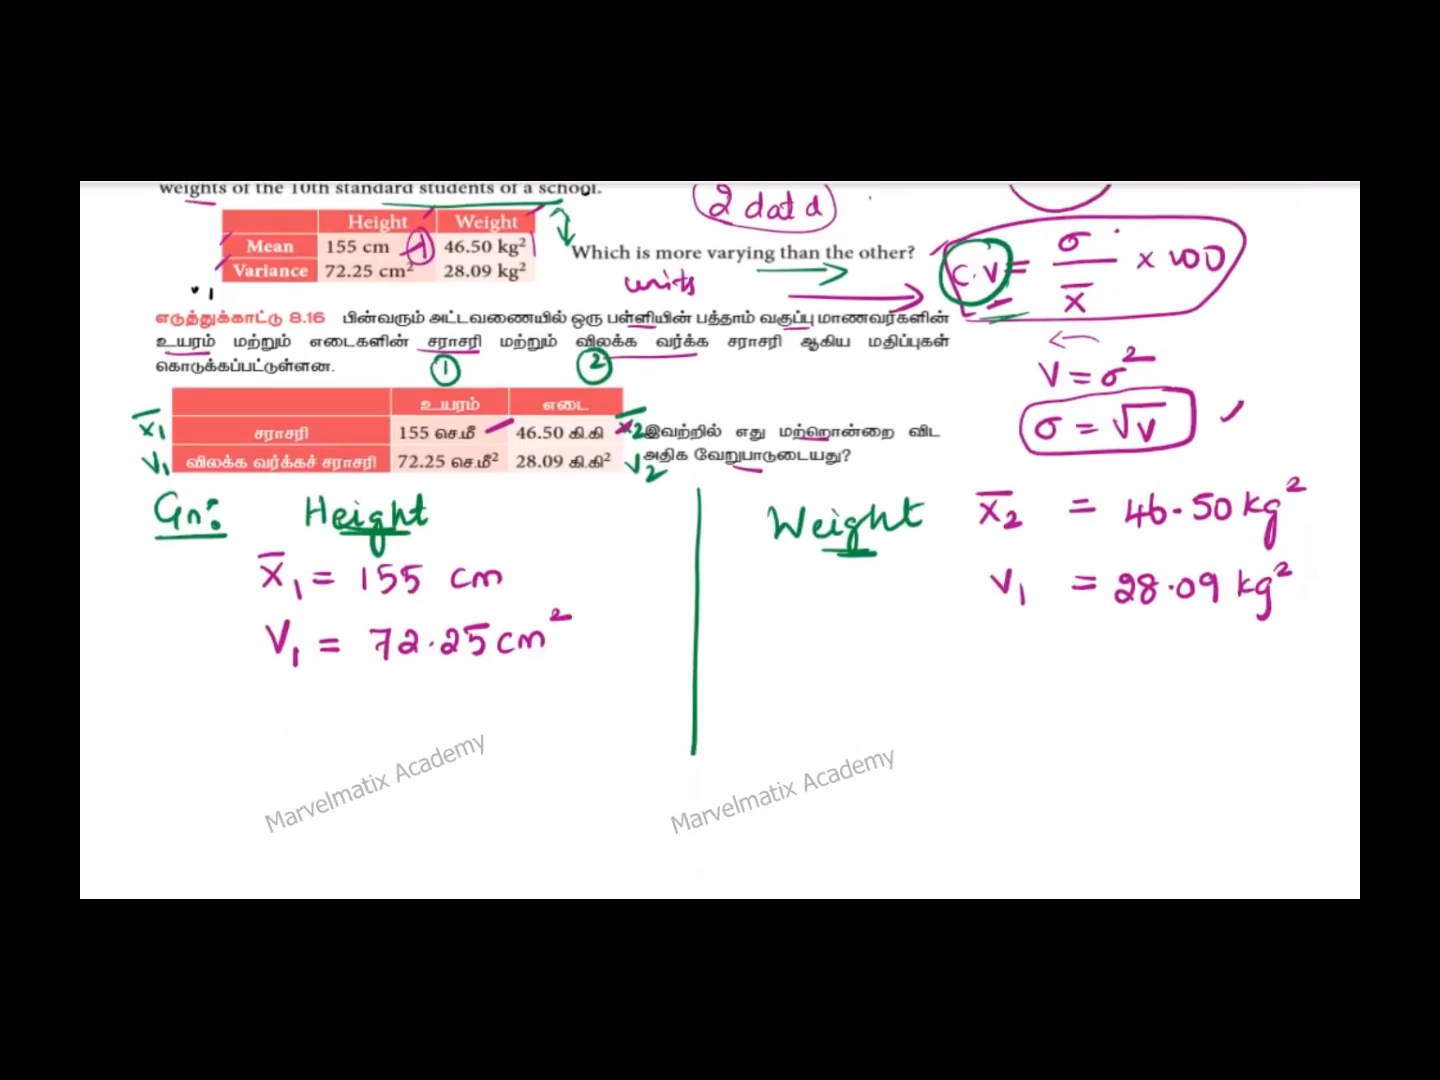 weights of the 10th standard students of a school.
2 data
Height Weight
Mean 155 cm 46.50 kg²
Variance 72.25 cm² 28.09 kg²
1
Which is more varying than the other?
units
C.V = σ / x̄ × 100
எடுத்துக்காட்டு 8.16 பின்வரும் அட்டவணையில் ஒரு பள்ளியின் பத்தாம் வகுப்பு மாணவர்களின்
உயரம் மற்றும் எடைகளின் சராசரி மற்றும் விலக்க வர்க்க சராசரி ஆகிய மதிப்புகள்
கொடுக்கப்பட்டுள்ளன.
1 2
V = σ²
σ = √V
உயரம் எடை
x̄₁ சராசரி 155 செ.மீ 46.50 கி.கி x̄₂
V₁ விலக்க வர்க்கச் சராசரி 72.25 செ.மீ² 28.09 கி.கி² V₂
இவற்றில் எது மற்றொன்றை விட
அதிக வேறுபாடுடையது?
Gn: Height
x̄₁ = 155 cm
V₁ = 72.25 cm²
Weight x̄₂ = 46.50 kg²
V₁ = 28.09 kg²
Marvelmatix Academy
Marvelmatix Academy